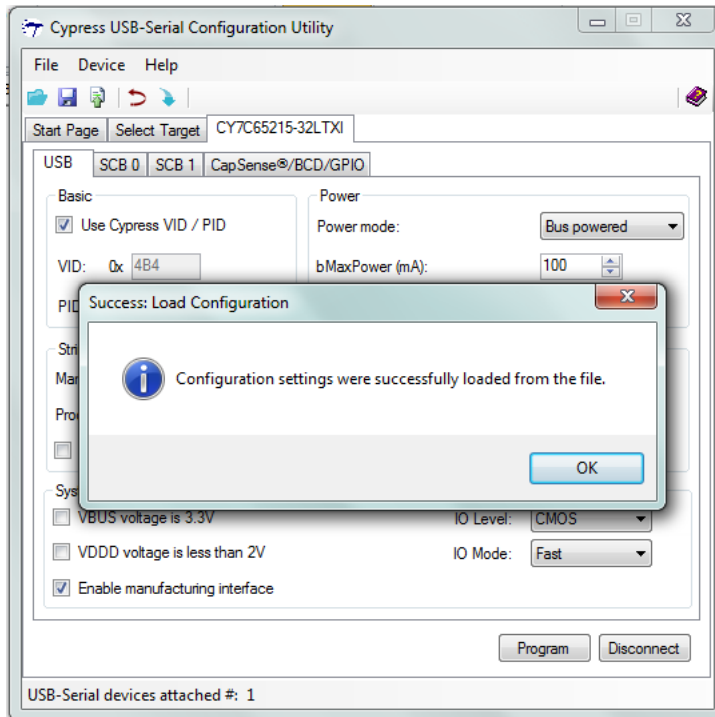 Cypress USB-Serial Configuration Utility
File Device Help
Start Page Select Target CY7C65215-32LTXI
USB SCB 0 SCB 1 CapSense®/BCD/GPIO
Basic Power
Use Cypress VID / PID Power mode: Bus powered
VID: 0x 4B4 bMaxPower (mA): 100
Success: Load Configuration
Configuration settings were successfully loaded from the file.
OK
VBUS voltage is 3.3V IO Level: CMOS
VDDD voltage is less than 2V IO Mode: Fast
Enable manufacturing interface
Program Disconnect
USB-Serial devices attached #: 1